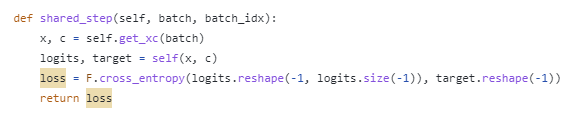 def shared_step(self, batch, batch_idx):
    x, c = self.get_xc(batch)
    logits, target = self(x, c)
    loss = F.cross_entropy(logits.reshape(-1, logits.size(-1)), target.reshape(-1))
    return loss